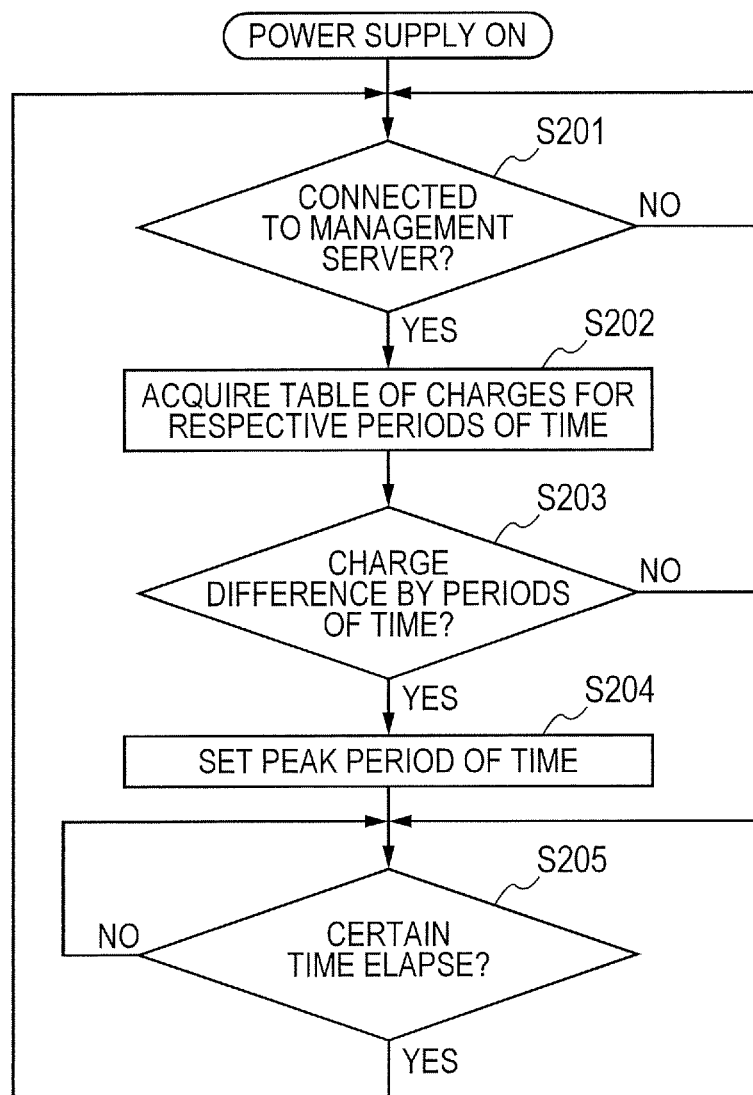 POWER SUPPLY ON
S201
CONNECTED
TO MANAGEMENT
SERVER?
NO
YES
S202
ACQUIRE TABLE OF CHARGES FOR
RESPECTIVE PERIODS OF TIME
S203
CHARGE
DIFFERENCE BY PERIODS
OF TIME?
NO
YES
S204
SET PEAK PERIOD OF TIME
S205
CERTAIN
TIME ELAPSE?
NO
YES